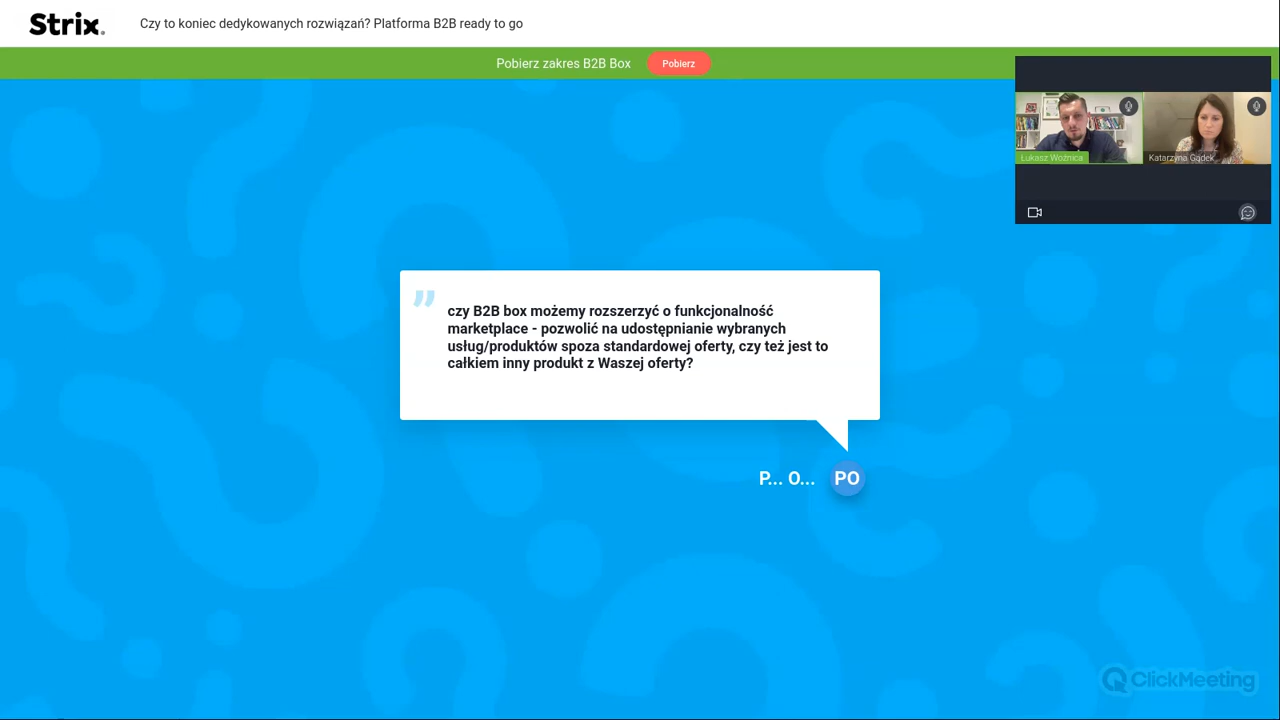 Strix
Czy to koniec dedykowanych rozwiązań? Platforma B2B ready to go
Pobierz zakres B2B Box
Pobierz
Łukasz Woźnica
Katarzyna Gądek
czy B2B box możemy rozszerzyć o funkcjonalność
marketplace - pozwolić na udostępnianie wybranych
usług/produktów spoza standardowej oferty, czy też jest to
całkiem inny produkt z Waszej oferty?
P... O...
PO
ClickMeeting